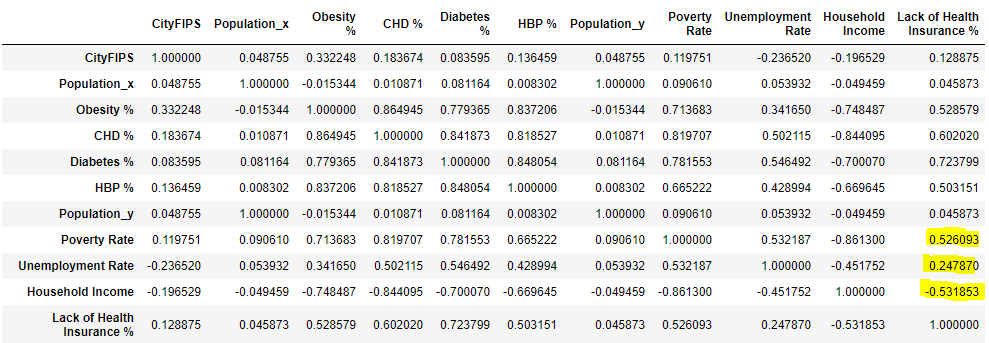 CityFIPS Population_x Obesity % CHD % Diabetes % HBP % Population_y Poverty Rate Unemployment Rate Household Income Lack of Health Insurance %
CityFIPS 1.000000 0.048755 0.332248 0.183674 0.083595 0.136459 0.048755 0.119751 -0.236520 -0.196529 0.128875
Population_x 0.048755 1.000000 -0.015344 0.010871 0.081164 0.008302 1.000000 0.090610 0.053932 -0.049459 0.045873
Obesity % 0.332248 -0.015344 1.000000 0.864945 0.779365 0.837206 -0.015344 0.713683 0.341650 -0.748487 0.528579
CHD % 0.183674 0.010871 0.864945 1.000000 0.841873 0.818527 0.010871 0.819707 0.502115 -0.844095 0.602020
Diabetes % 0.083595 0.081164 0.779365 0.841873 1.000000 0.848054 0.081164 0.781553 0.546492 -0.700070 0.723799
HBP % 0.136459 0.008302 0.837206 0.818527 0.848054 1.000000 0.008302 0.665222 0.428994 -0.669645 0.503151
Population_y 0.048755 1.000000 -0.015344 0.010871 0.081164 0.008302 1.000000 0.090610 0.053932 -0.049459 0.045873
Poverty Rate 0.119751 0.090610 0.713683 0.819707 0.781553 0.665222 0.090610 1.000000 0.532187 -0.861300 0.526093
Unemployment Rate -0.236520 0.053932 0.341650 0.502115 0.546492 0.428994 0.053932 0.532187 1.000000 -0.451752 0.247870
Household Income -0.196529 -0.049459 -0.748487 -0.844095 -0.700070 -0.669645 -0.049459 -0.861300 -0.451752 1.000000 -0.531853
Lack of Health Insurance % 0.128875 0.045873 0.528579 0.602020 0.723799 0.503151 0.045873 0.526093 0.247870 -0.531853 1.000000